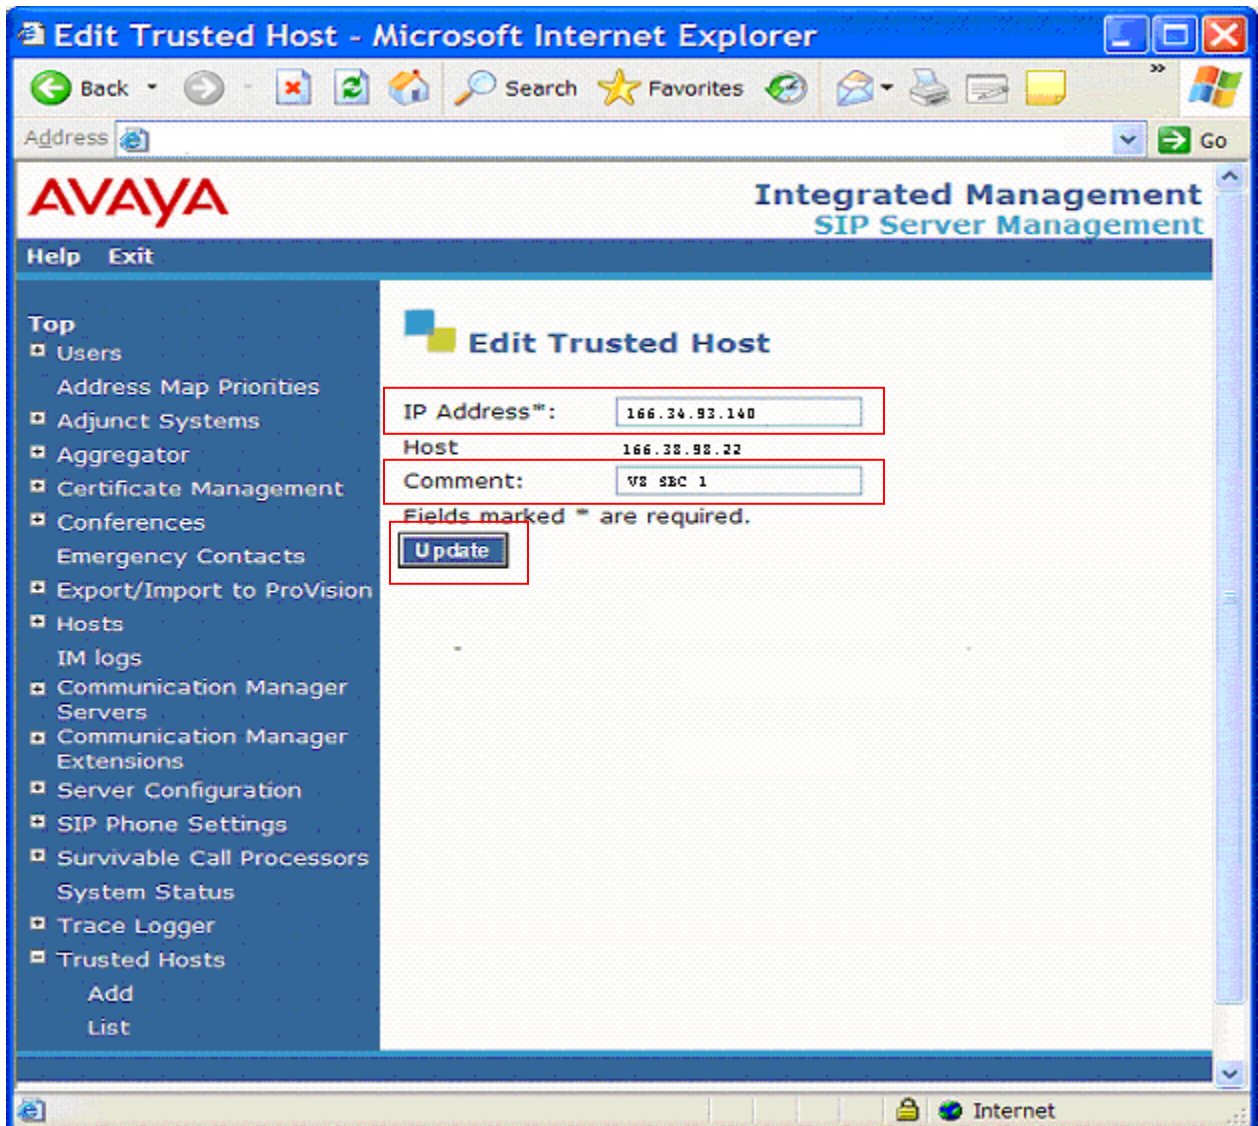 Edit Trusted Host - Microsoft Internet Explorer
Back
Search
Favorites
»
Address
Go
AVAYA
Integrated Management
SIP Server Management
Help Exit
Top
Users
Address Map Priorities
Adjunct Systems
Aggregator
Certificate Management
Conferences
Emergency Contacts
Export/Import to ProVision
Hosts
IM logs
Communication Manager
Servers
Communication Manager
Extensions
Server Configuration
SIP Phone Settings
Survivable Call Processors
System Status
Trace Logger
Trusted Hosts
Add
List
Edit Trusted Host
IP Address*: 166.34.93.140
Host 166.38.98.22
Comment: VZ SBC 1
Fields marked * are required.
Update
Internet